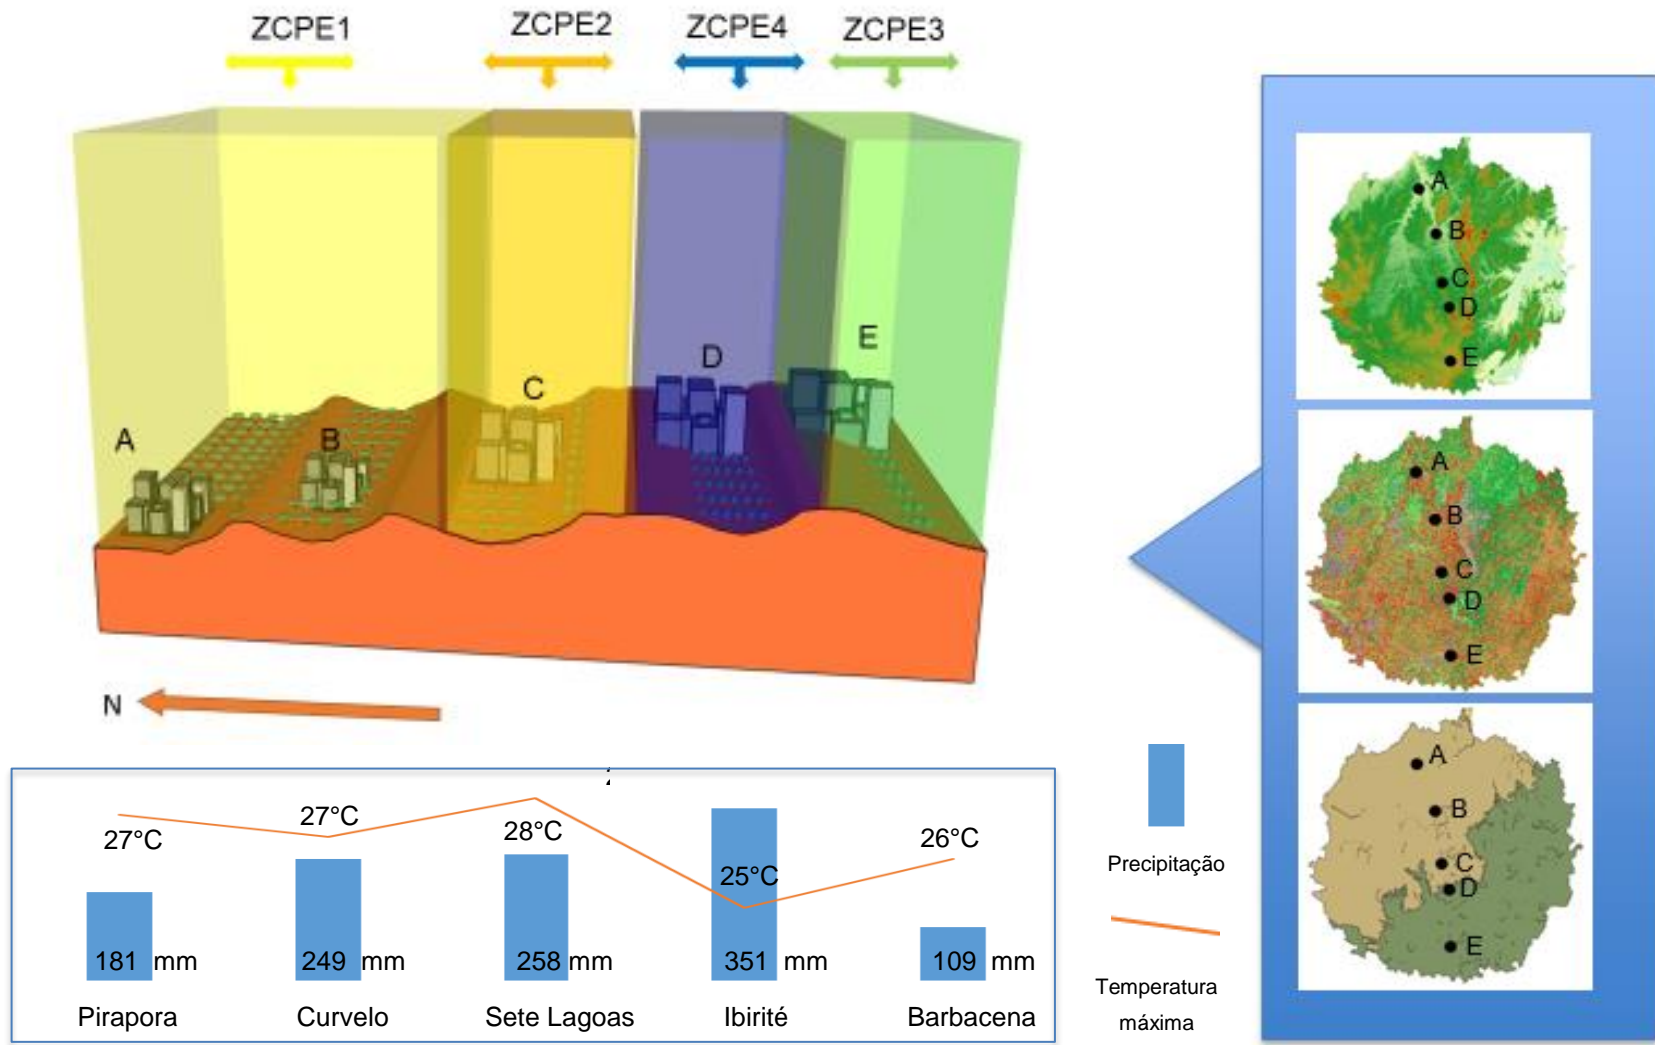 ZCPE1 ZCPE2 ZCPE4 ZCPE3
A B C D E
N
27°C 27°C 28°C 25°C 26°C
181 mm 249 mm 258 mm 351 mm 109 mm
Pirapora Curvelo Sete Lagoas Ibirité Barbacena
Precipitação
Temperatura
máxima
A
B
C
D
E
A
B
C
D
E
A
B
C
D
E